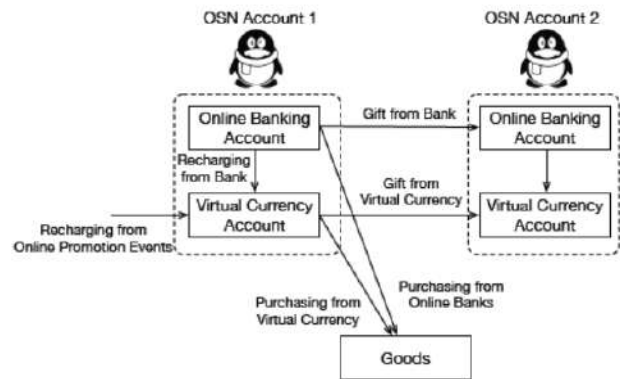 OSN Account 1
OSN Account 2
Online Banking
Account
Gift from Bank
Online Banking
Account
Recharging
from Bank
Virtual Currency
Account
Gift from
Virtual Currency
Virtual Currency
Account
Recharging from
Online Promotion Events
Purchasing from
Virtual Currency
Purchasing from
Online Banks
Goods